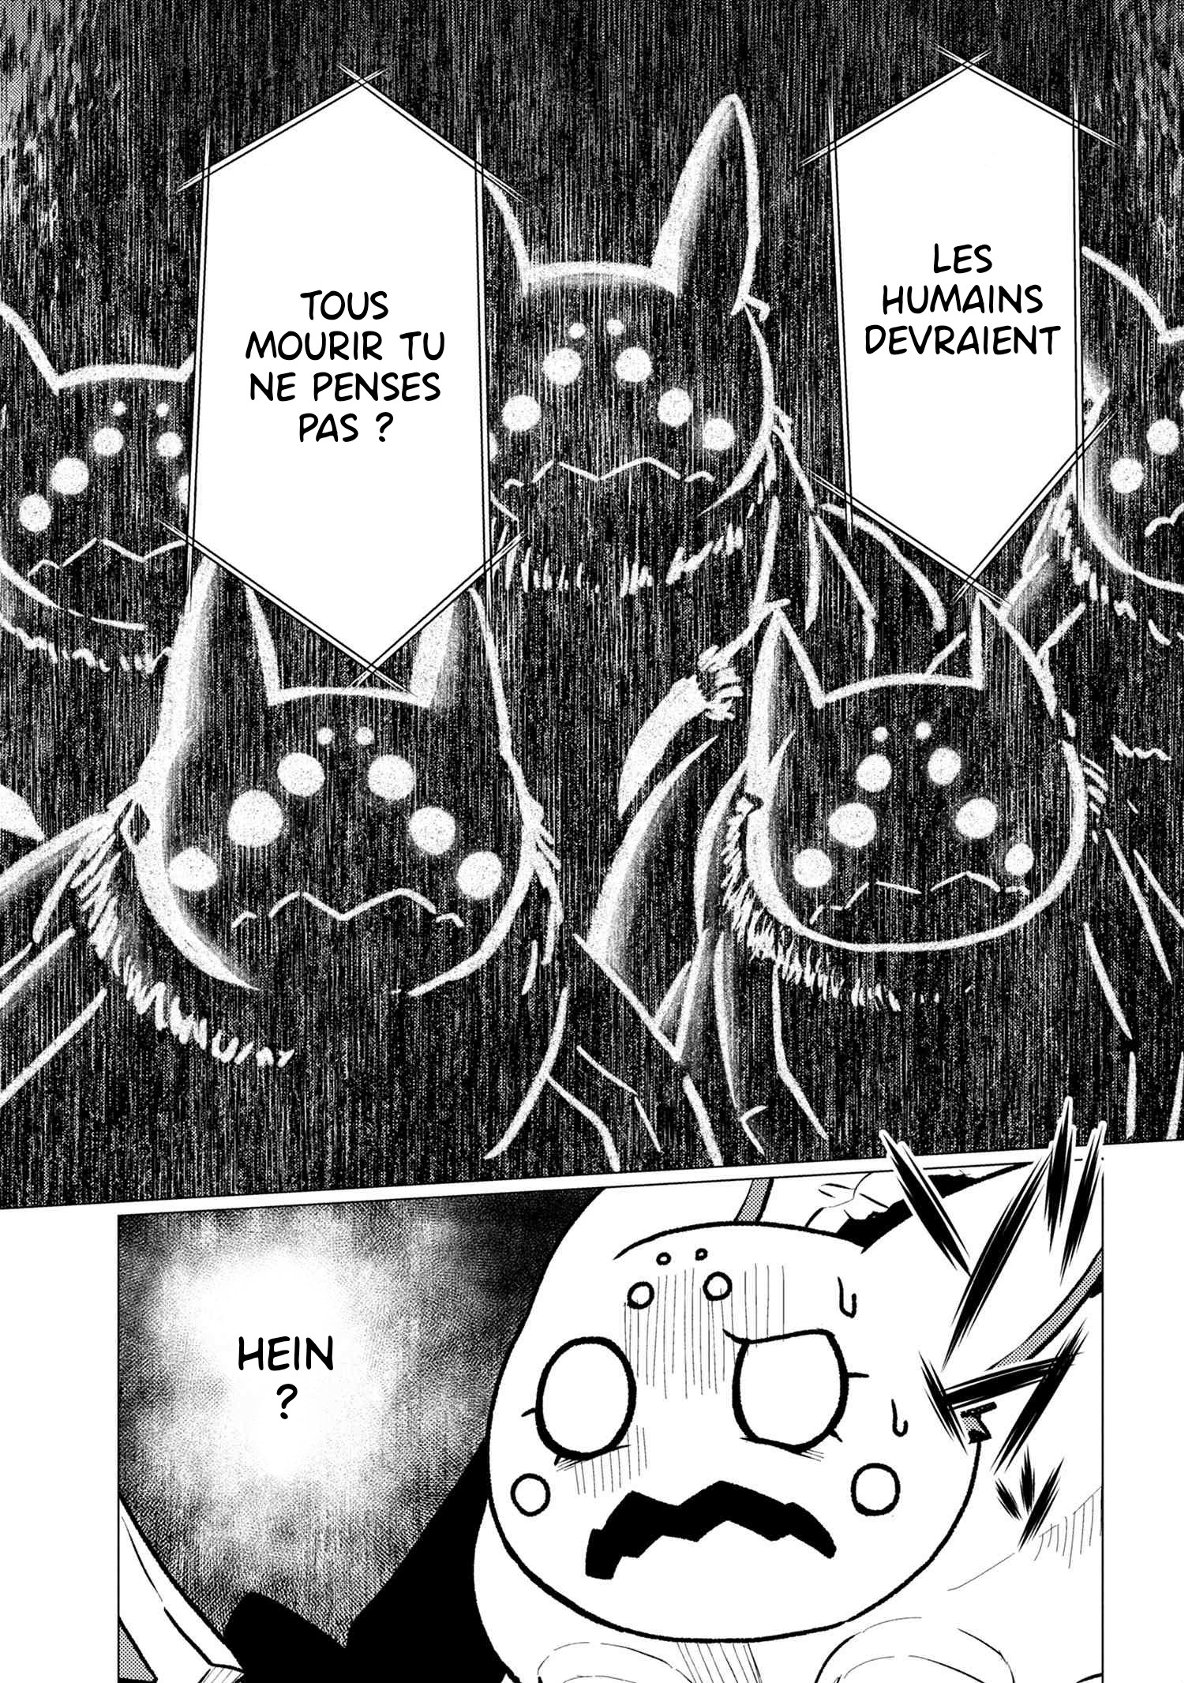 LES
HUMAINS
DEVRAIENT
TOUS
MOURIR TU
NE PENSES
PAS ?
HEIN
?